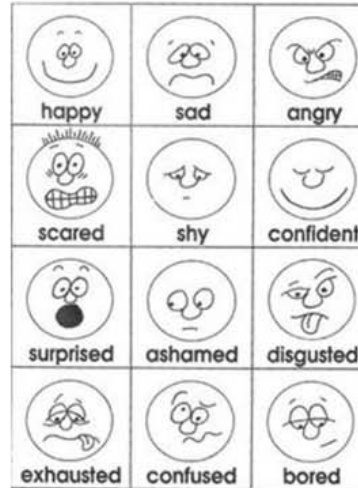 happy sad angry
scared shy confident
surprised ashamed disgusted
exhausted confused bored